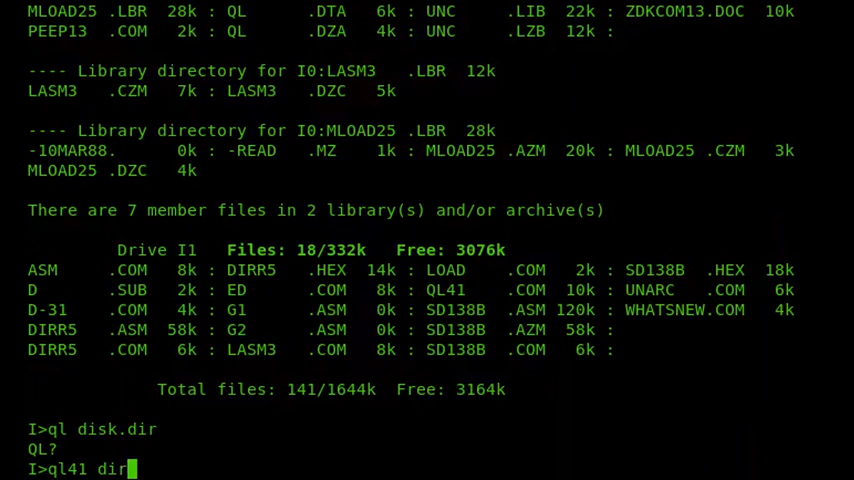 MLOAD25 .LBR  28k : QL      .DTA   6k : UNC     .LIB  22k : ZDKCOM13.DOC  10k
PEEP13  .COM   2k : QL      .DZA   4k : UNC     .LZB  12k :
---- Library directory for I0:LASM3   .LBR  12k
LASM3   .CZM   7k : LASM3   .DZC   5k
---- Library directory for I0:MLOAD25 .LBR  28k
-10MAR88.      0k : -READ   .MZ    1k : MLOAD25 .AZM  20k : MLOAD25 .CZM   3k
MLOAD25 .DZC   4k
There are 7 member files in 2 library(s) and/or archive(s)
Drive I1   Files: 18/332k   Free: 3076k
ASM     .COM   8k : DIRR5   .HEX  14k : LOAD    .COM   2k : SD138B  .HEX  18k
D       .SUB   2k : ED      .COM   8k : QL41    .COM  10k : UNARC   .COM   6k
D-31    .COM   4k : G1      .ASM   0k : SD138B  .ASM 120k : WHATSNEW.COM   4k
DIRR5   .ASM  58k : G2      .ASM   0k : SD138B  .AZM  58k :
DIRR5   .COM   6k : LASM3   .COM   8k : SD138B  .COM   6k :
Total files: 141/1644k  Free: 3164k
I>ql disk.dir
QL?
I>ql41 dir